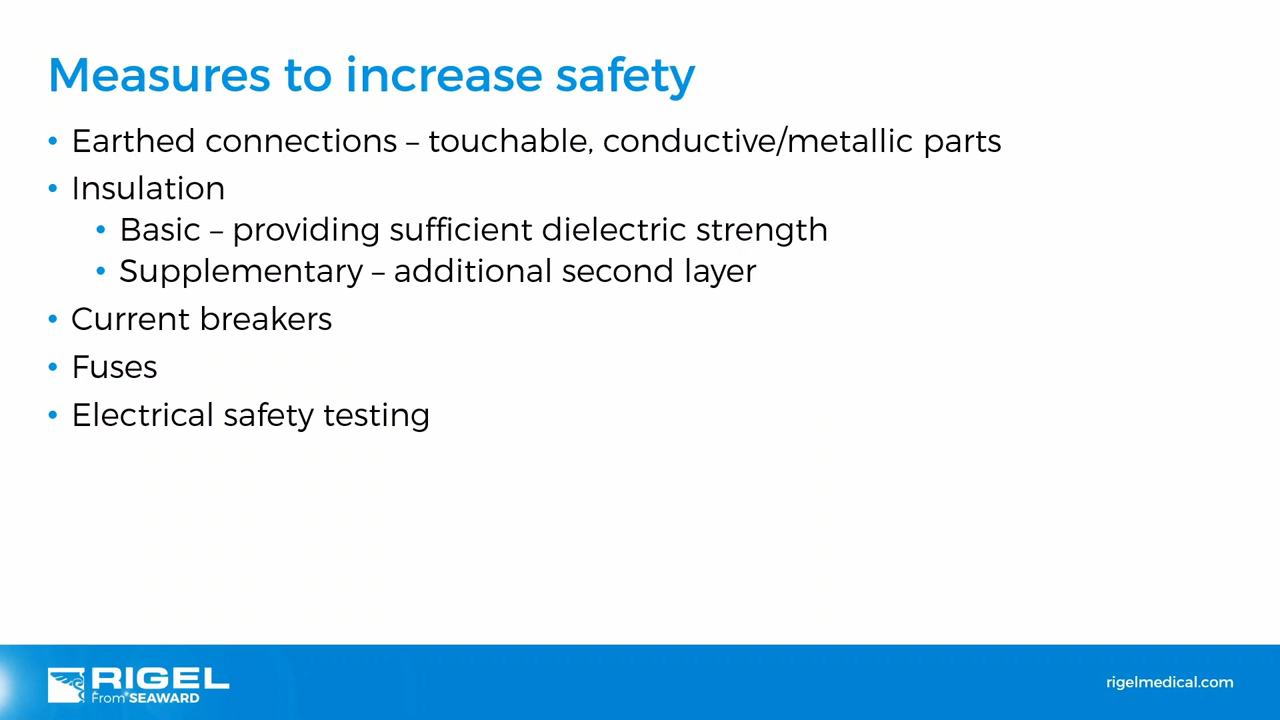 Measures to increase safety
• Earthed connections – touchable, conductive/metallic parts
• Insulation
• Basic – providing sufficient dielectric strength
• Supplementary – additional second layer
• Current breakers
• Fuses
• Electrical safety testing
RIGEL
From SEAWARD
rigelmedical.com